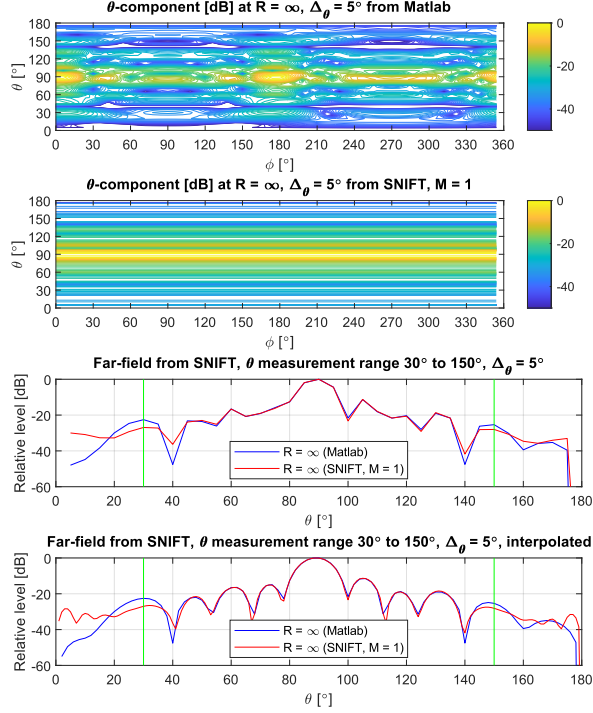 θ-component [dB] at R = ∞, Δθ = 5° from Matlab
180
150
120
90
60
30
0
θ [°]
0 30 60 90 120 150 180 210 240 270 300 330 360
ϕ [°]
0
-20
-40
θ-component [dB] at R = ∞, Δθ = 5° from SNIFT, M = 1
180
150
120
90
60
30
0
θ [°]
0 30 60 90 120 150 180 210 240 270 300 330 360
ϕ [°]
0
-20
-40
Far-field from SNIFT, θ measurement range 30° to 150°, Δθ = 5°
0
-20
-40
-60
Relative level [dB]
R = ∞ (Matlab)
R = ∞ (SNIFT, M = 1)
0 20 40 60 80 100 120 140 160 180
θ [°]
Far-field from SNIFT, θ measurement range 30° to 150°, Δθ = 5°, interpolated
0
-20
-40
-60
Relative level [dB]
R = ∞ (Matlab)
R = ∞ (SNIFT, M = 1)
0 20 40 60 80 100 120 140 160 180
θ [°]